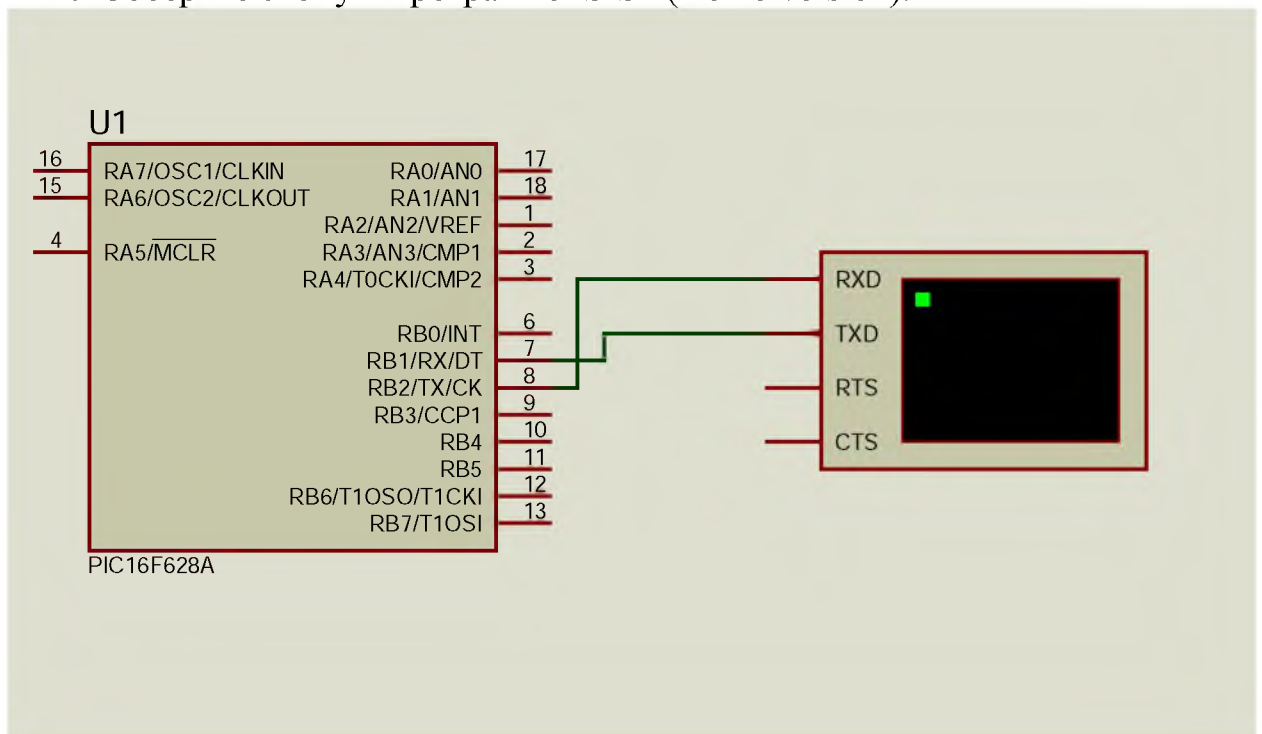 U1
16
RA7/OSC1/CLKIN
RA0/AN0
17
15
RA6/OSC2/CLKOUT
RA1/AN1
18
RA2/AN2/VREF
1
4
RA5/MCLR
RA3/AN3/CMP1
2
RA4/T0CKI/CMP2
3
RB0/INT
6
RB1/RX/DT
7
RB2/TX/CK
8
RB3/CCP1
9
RB4
10
RB5
11
RB6/T1OSO/T1CKI
12
RB7/T1OSI
13
PIC16F628A
RXD
TXD
RTS
CTS